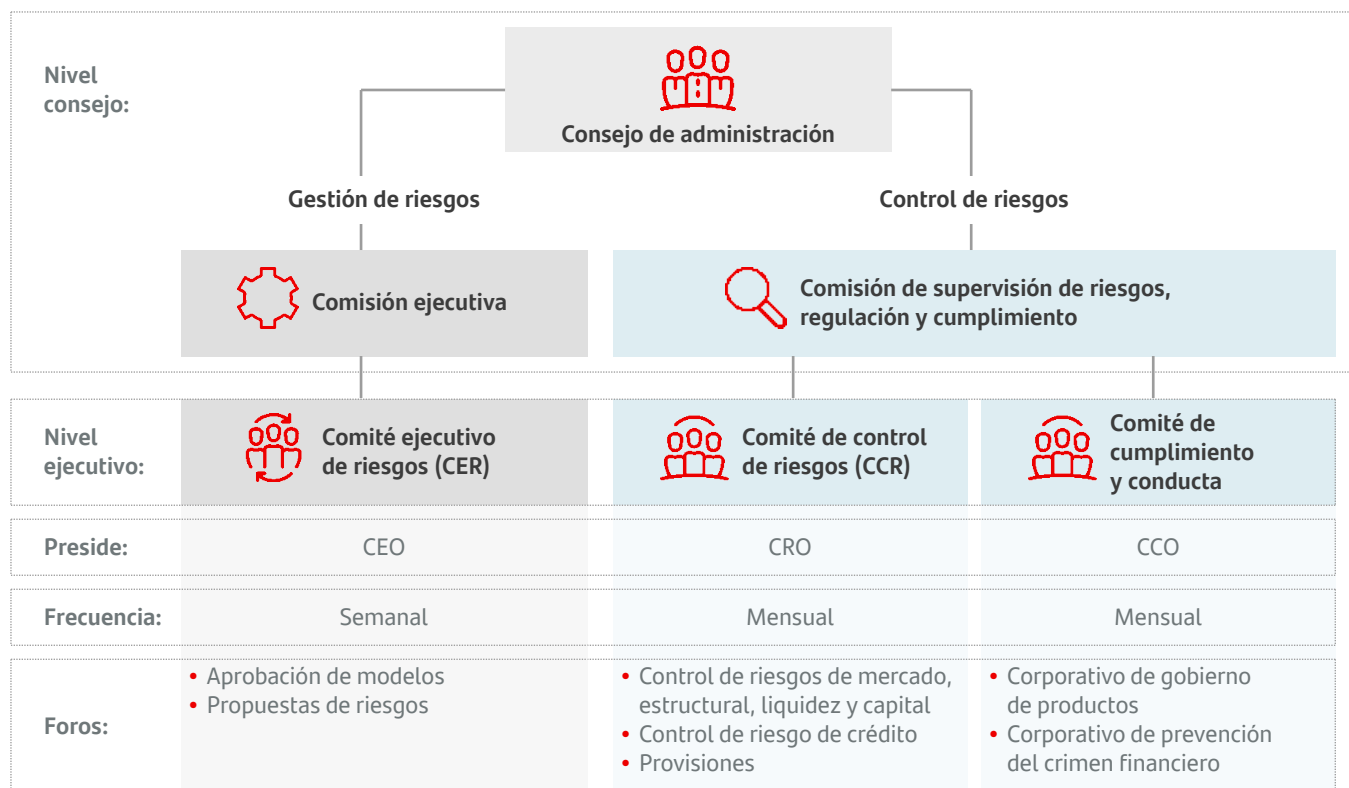 Nivel
consejo:
Consejo de administración
Gestión de riesgos
Control de riesgos
Comisión ejecutiva
Comisión de supervisión de riesgos,
regulación y cumplimiento
Nivel
ejecutivo:
Comité ejecutivo
de riesgos (CER)
Comité de control
de riesgos (CCR)
Comité de
cumplimiento
y conducta
Preside:
CEO
CRO
CCO
Frecuencia:
Semanal
Mensual
Mensual
Foros:
• Aprobación de modelos
• Propuestas de riesgos
• Control de riesgos de mercado,
estructural, liquidez y capital
• Control de riesgo de crédito
• Provisiones
• Corporativo de gobierno
de productos
• Corporativo de prevención
del crimen financiero